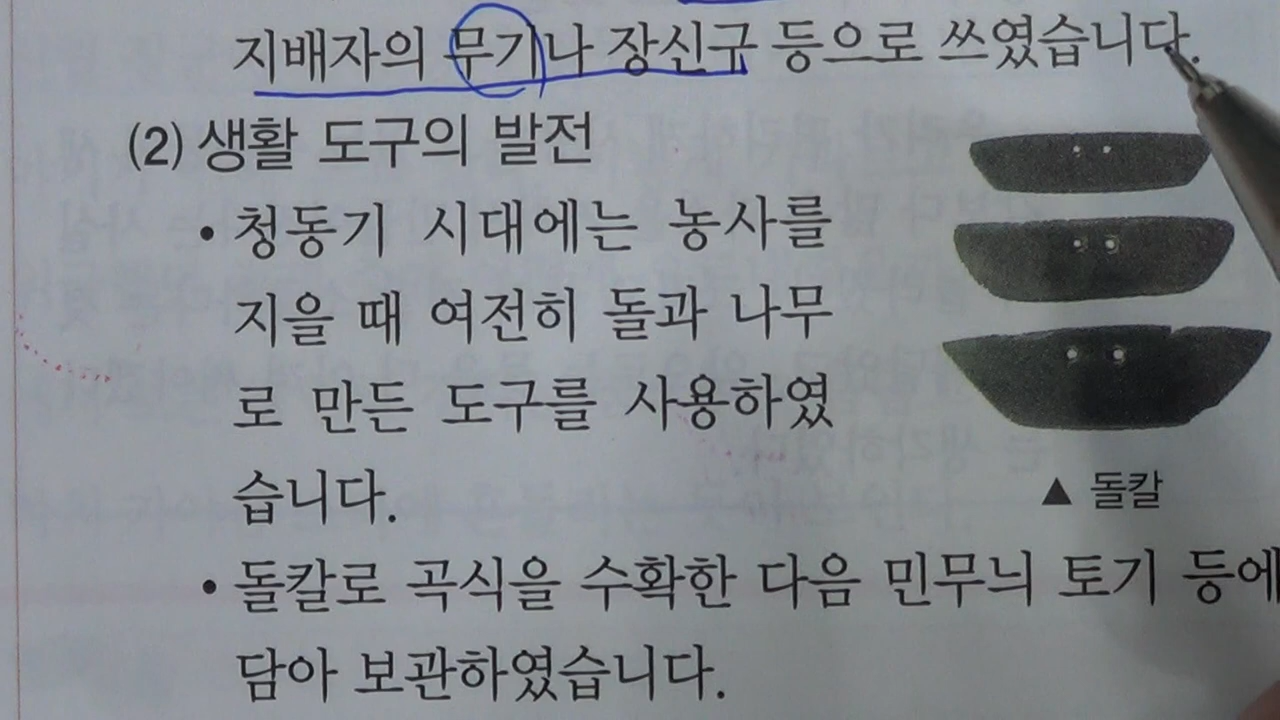 지배자의 무기나 장신구 등으로 쓰였습니다.
(2) 생활 도구의 발전
• 청동기 시대에는 농사를
지을 때 여전히 돌과 나무
로 만든 도구를 사용하였
습니다.
▲ 돌칼
• 돌칼로 곡식을 수확한 다음 민무늬 토기 등에
담아 보관하였습니다.